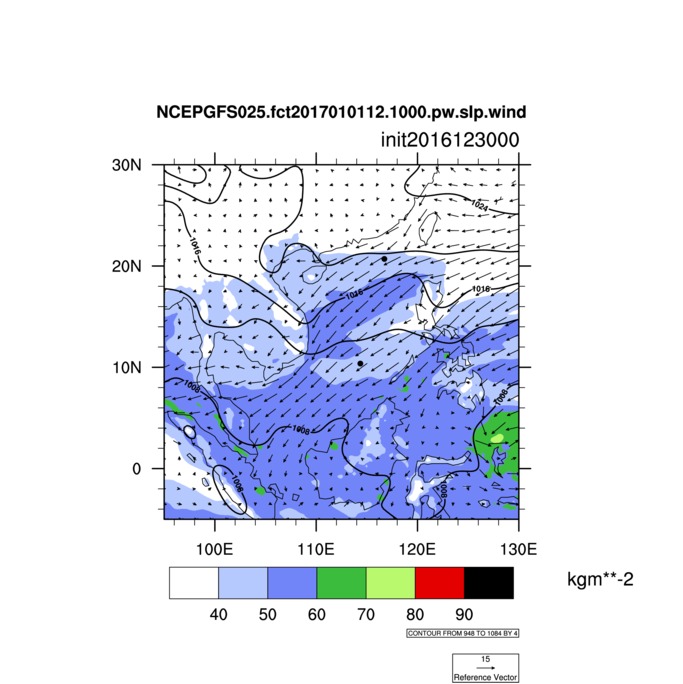 NCEPGFS025.fct2017010112.1000.pw.slp.wind
init2016123000
30N
1024
1016
20N
1016
1016
10N
1008
1008
1008
0
1008
1008
100E 110E 120E 130E
kgm**-2
40 50 60 70 80 90
CONTOUR FROM 948 TO 1084 BY 4
15
Reference Vector